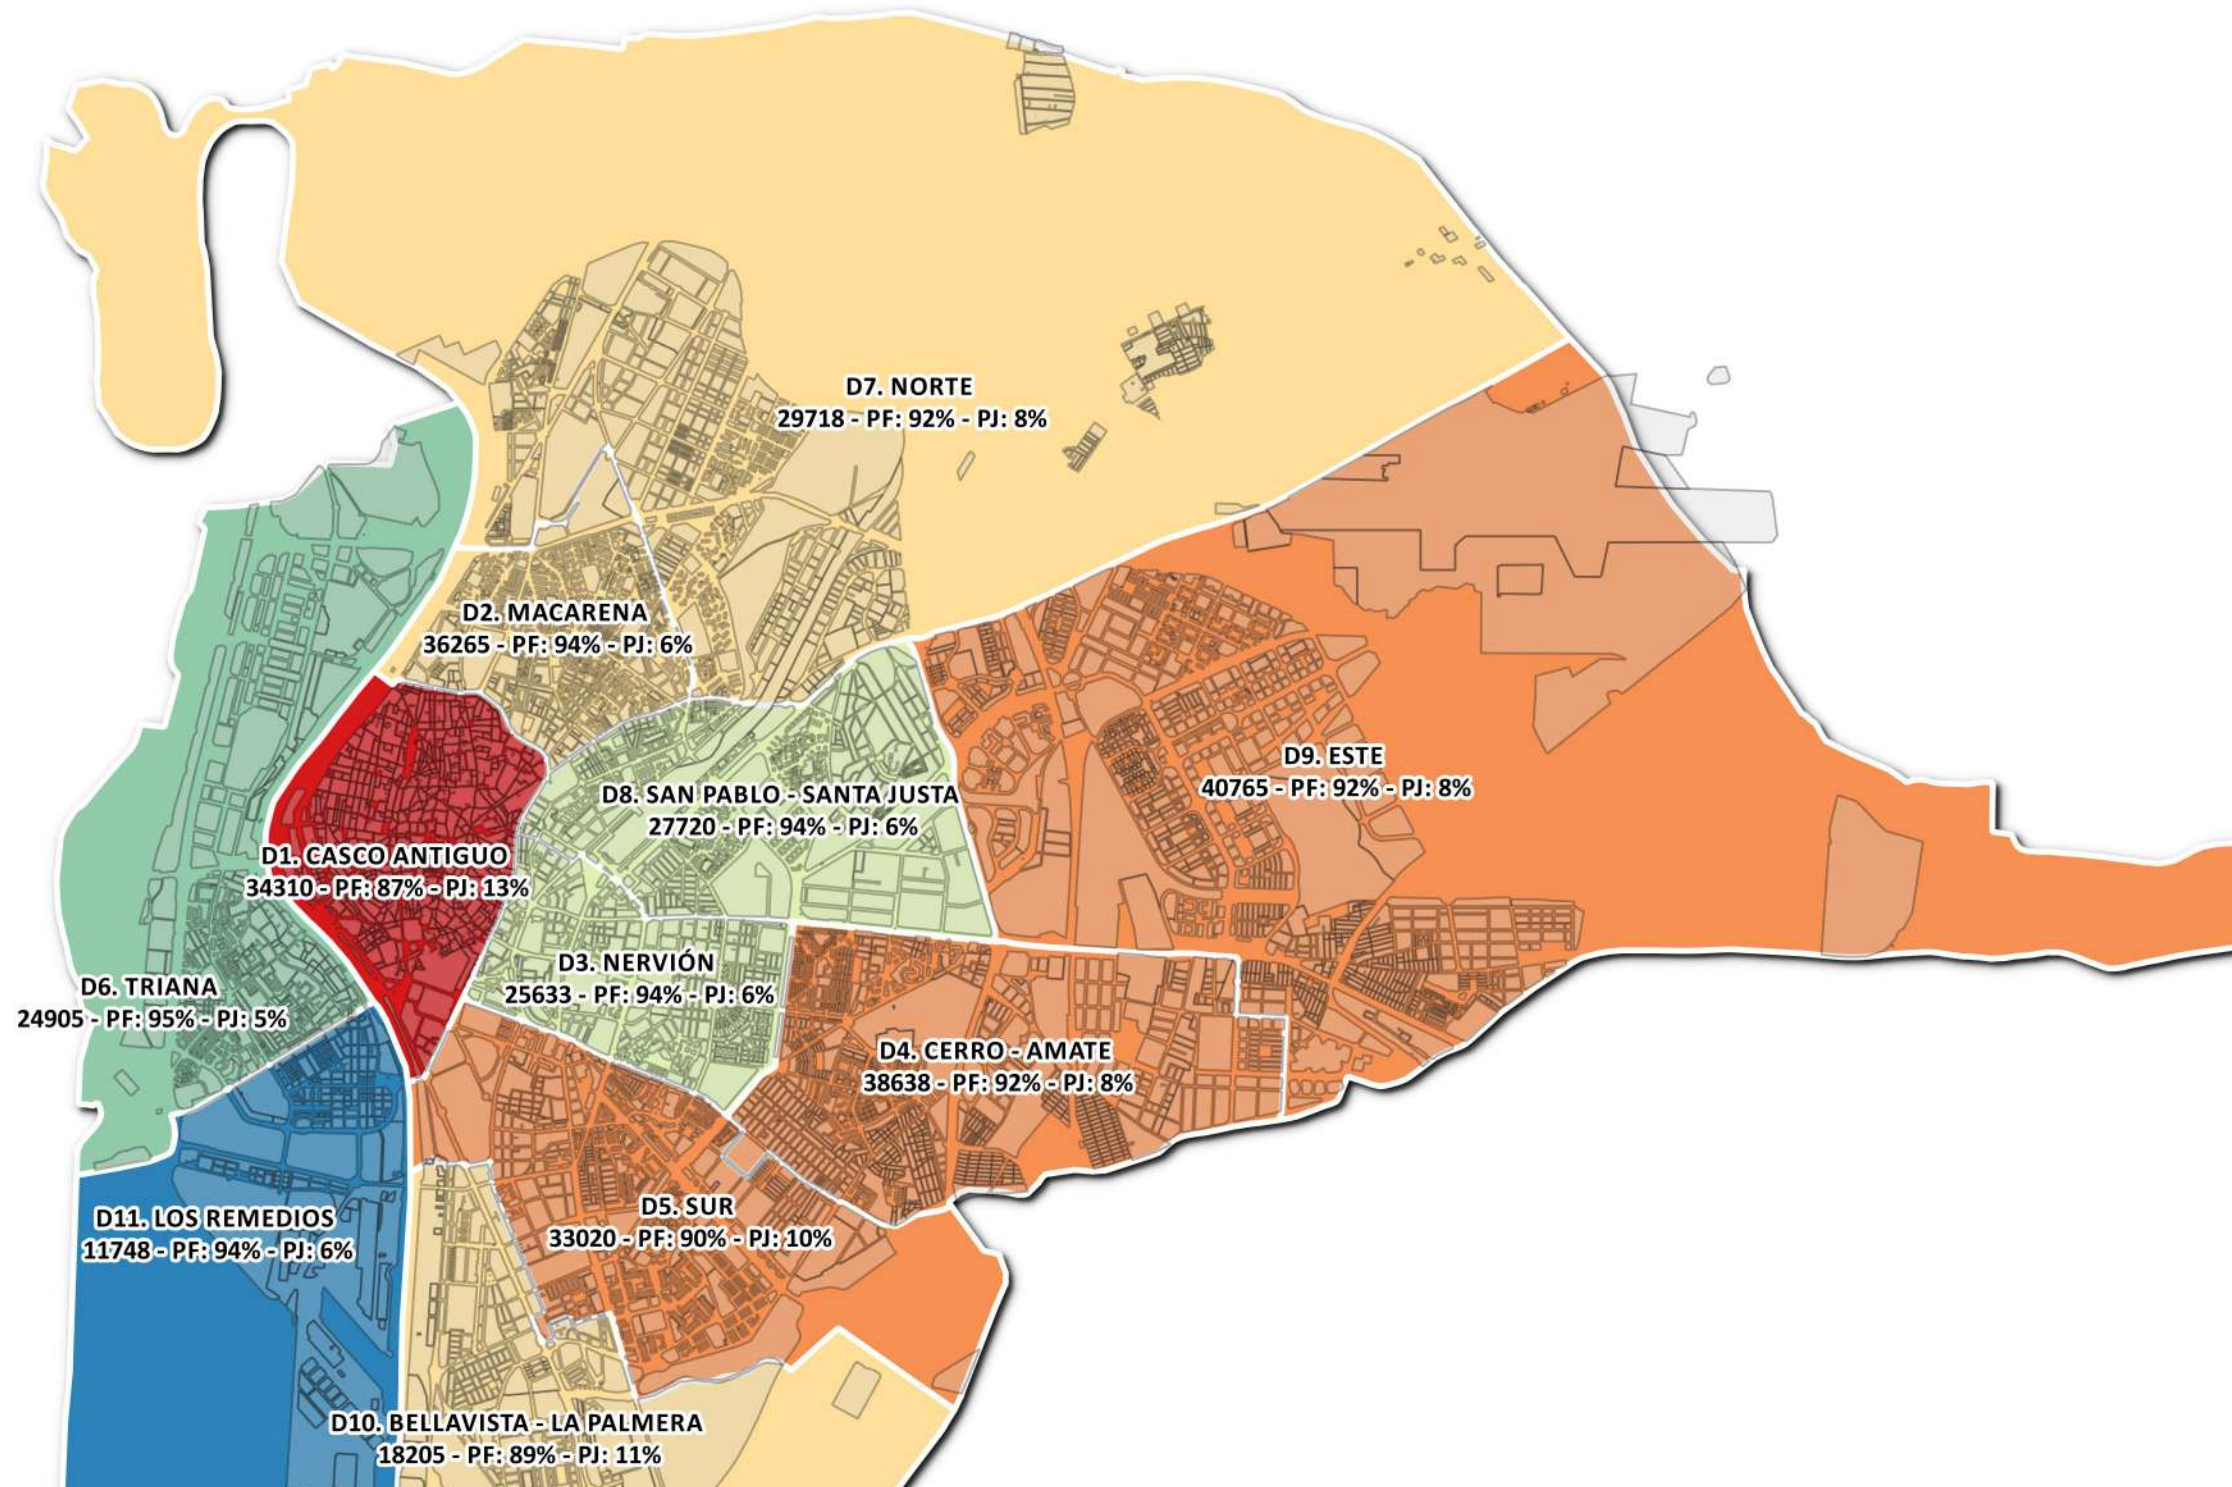 D7. NORTE
29718 - PF: 92% - PJ: 8%
D2. MACARENA
36265 - PF: 94% - PJ: 6%
D9. ESTE
40765 - PF: 92% - PJ: 8%
D8. SAN PABLO - SANTA JUSTA
27720 - PF: 94% - PJ: 6%
D1. CASCO ANTIGUO
34310 - PF: 87% - PJ: 13%
D3. NERVIÓN
25633 - PF: 94% - PJ: 6%
D6. TRIANA
24905 - PF: 95% - PJ: 5%
D4. CERRO - AMATE
38638 - PF: 92% - PJ: 8%
D5. SUR
33020 - PF: 90% - PJ: 10%
D11. LOS REMEDIOS
11748 - PF: 94% - PJ: 6%
D10. BELLAVISTA - LA PALMERA
18205 - PF: 89% - PJ: 11%